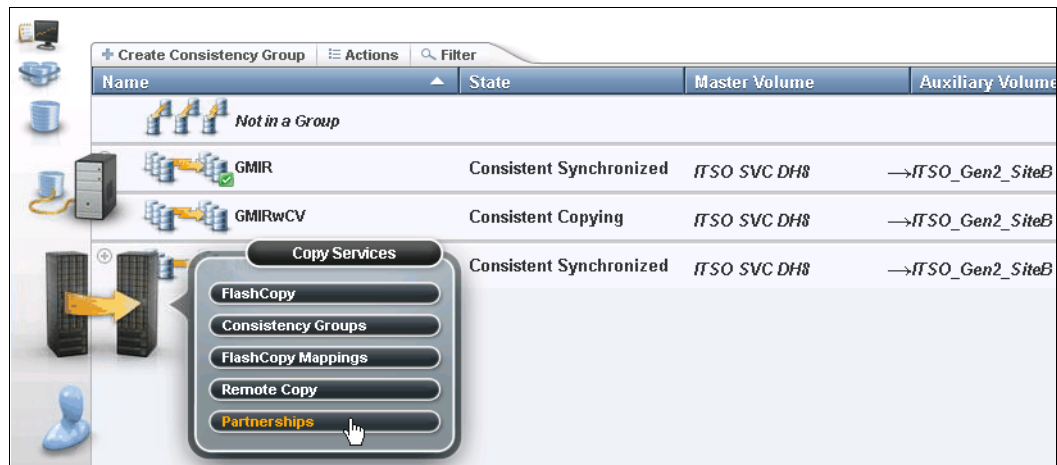 Create Consistency Group Actions Filter
Name State Master Volume Auxiliary Volume
Not in a Group
GMIR Consistent Synchronized ITSO SVC DH8 →ITSO_Gen2_SiteB
GMIRwCV Consistent Copying ITSO SVC DH8 →ITSO_Gen2_SiteB
Consistent Synchronized ITSO SVC DH8 →ITSO_Gen2_SiteB
Copy Services
FlashCopy
Consistency Groups
FlashCopy Mappings
Remote Copy
Partnerships